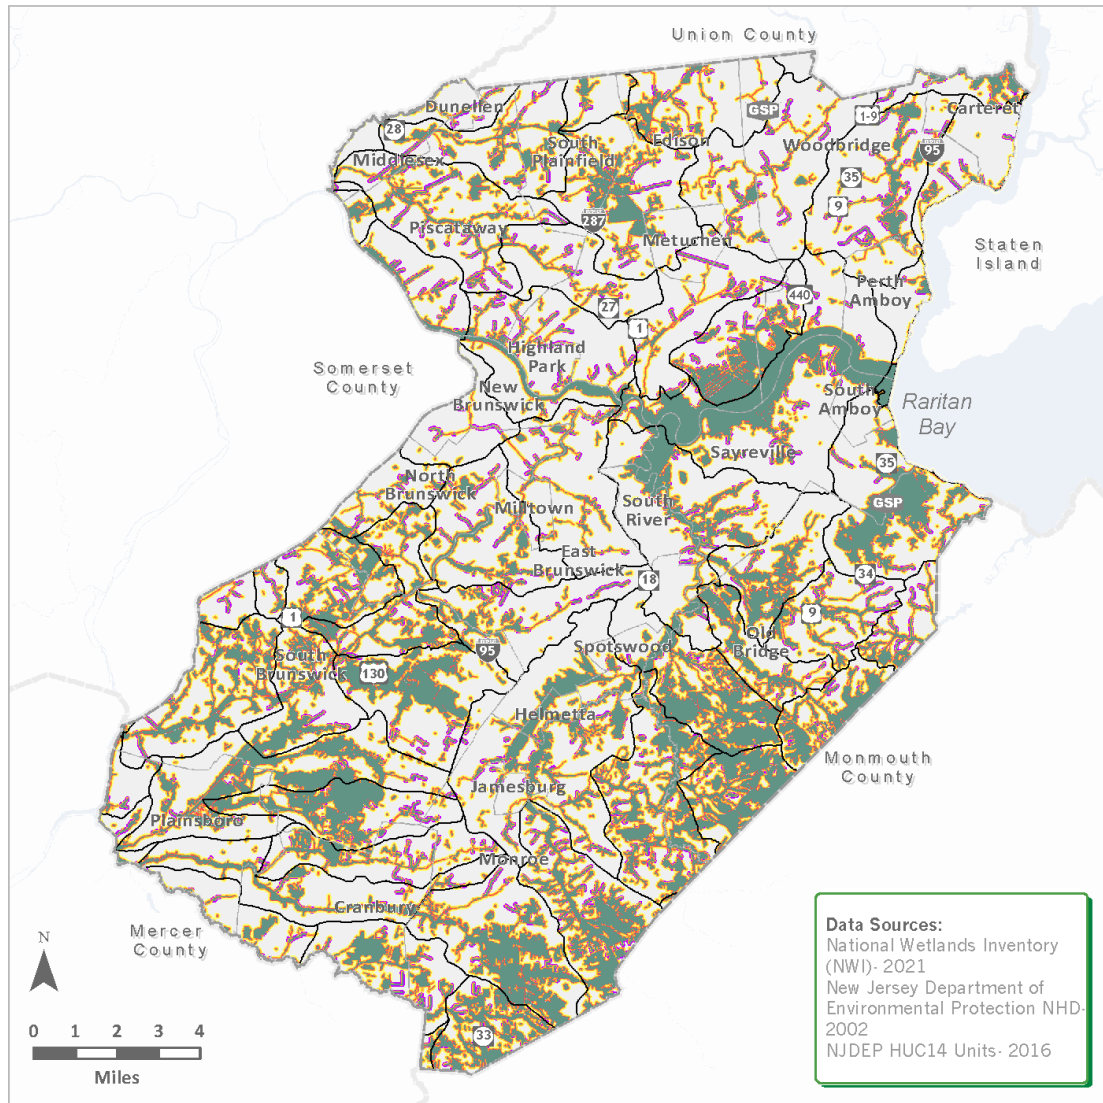 Union County
Dunellen
GSP
1-9
Carteret
28
South
Plainfield
Edison
Woodbridge
Middlesex
95
35
9
287
Piscataway
Metuchen
Staten
Island
440
Perth
Amboy
27
1
Highland
Park
Somerset
County
New
Brunswick
South
Amboy
Raritan
Bay
Sayreville
35
North
Brunswick
GSP
Milltown
South
River
East
Brunswick
18
34
9
1
Old
Bridge
95
Spotswood
South
Brunswick
130
Helmetta
Monmouth
County
Jamesburg
Plainsboro
Monroe
Cranbury
Mercer
County
N
0 1 2 3 4
Miles
33
Data Sources:
National Wetlands Inventory
(NWI)- 2021
New Jersey Department of
Environmental Protection NHD-
2002
NJDEP HUC14 Units- 2016